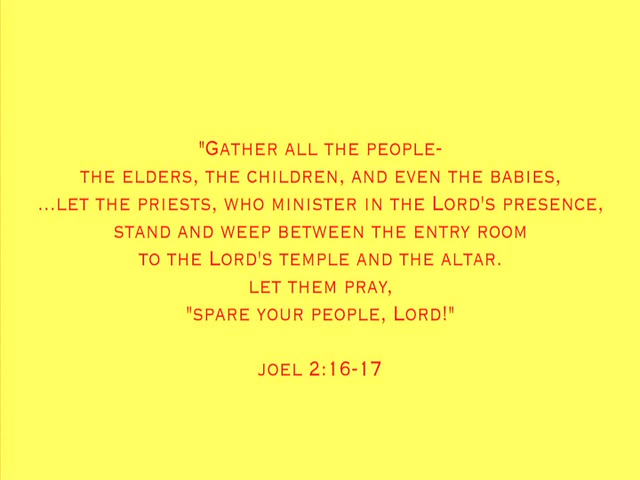 "Gather all the people-
the elders, the children, and even the babies,
...let the priests, who minister in the Lord's presence,
stand and weep between the entry room
to the Lord's temple and the altar.
let them pray,
"spare your people, Lord!"
joel 2:16-17